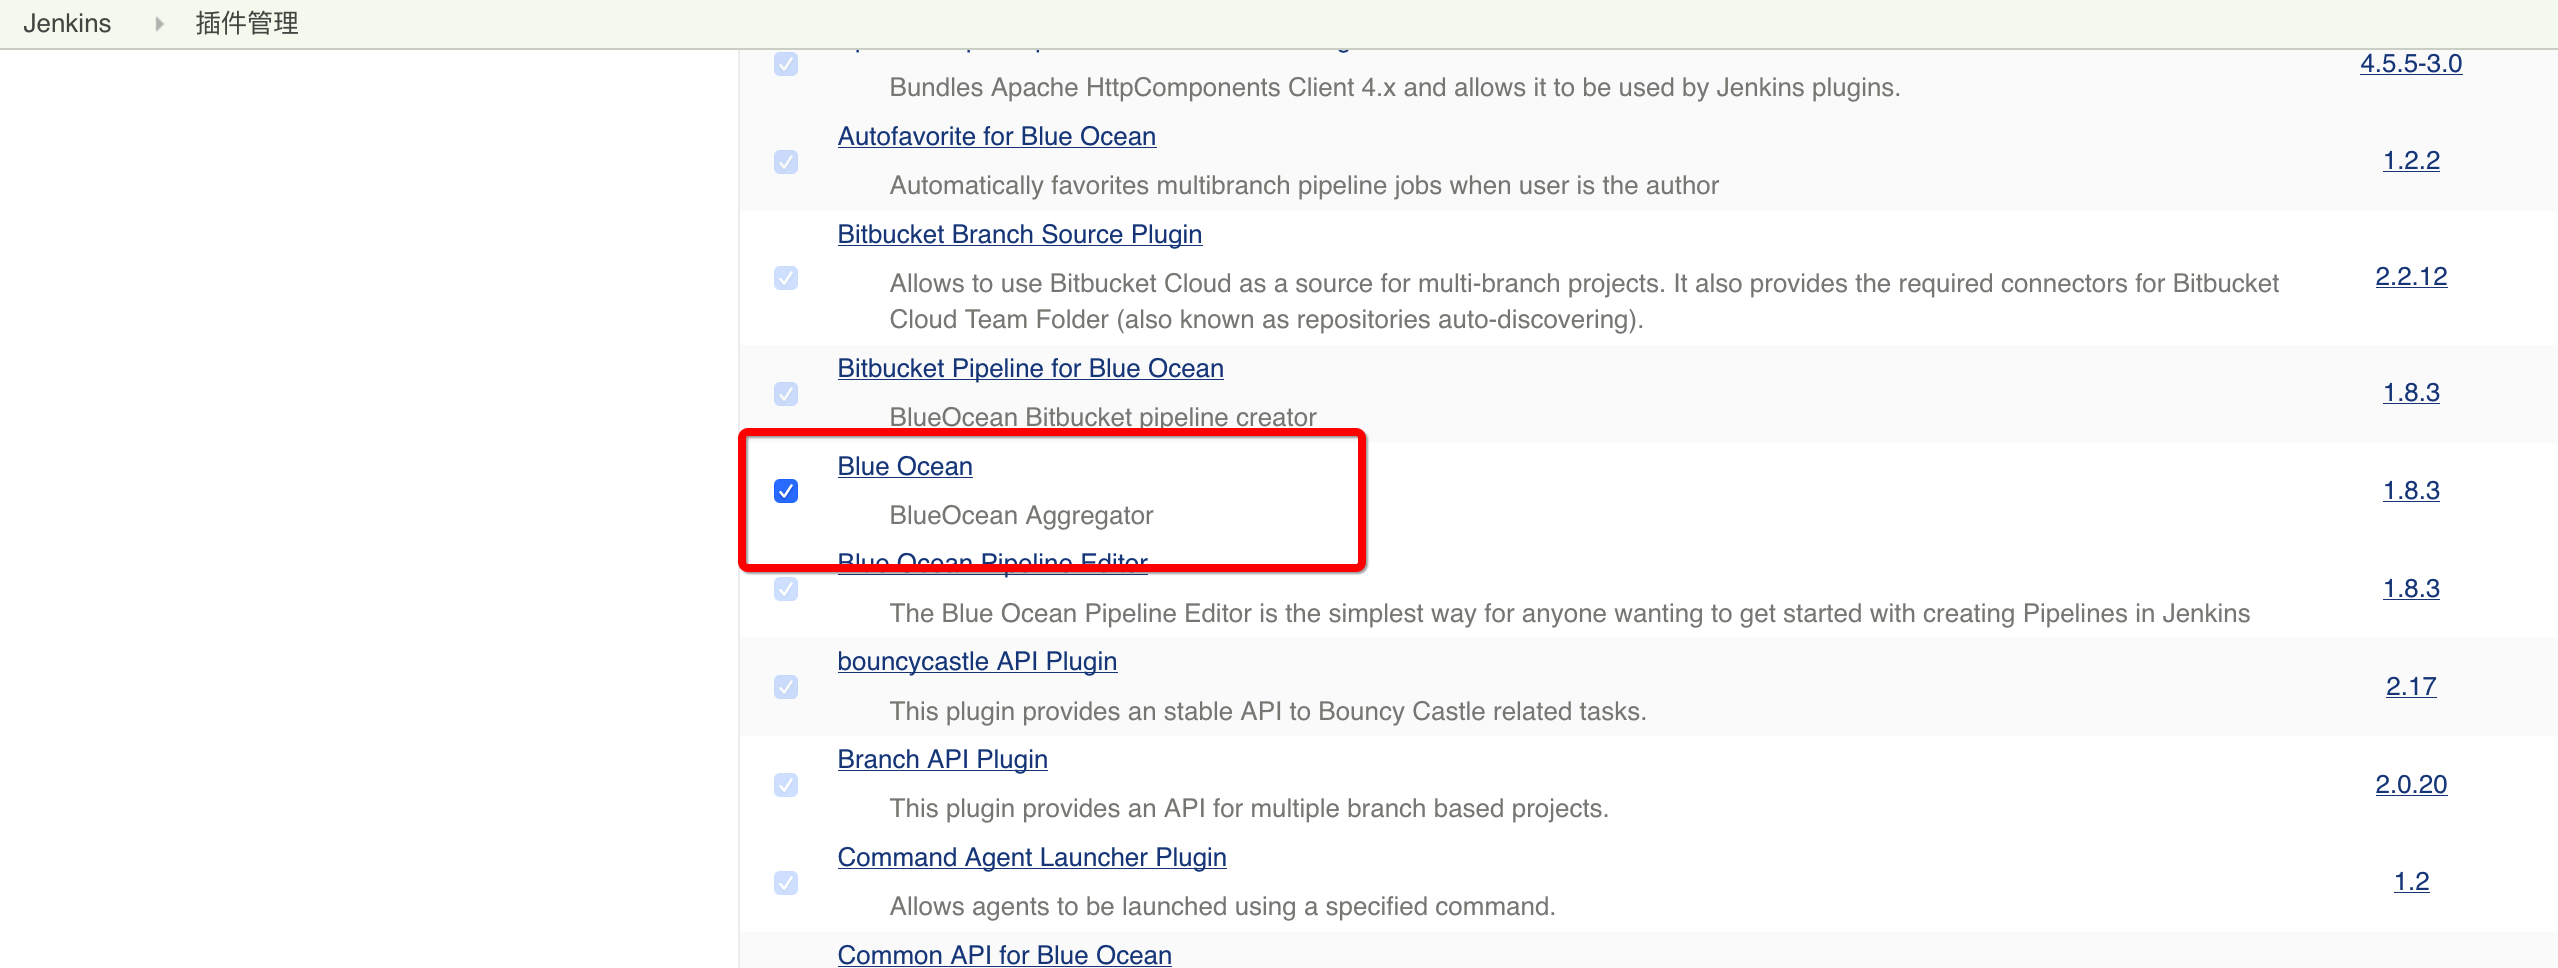 Jenkins
插件管理
4.5.5-3.0
Bundles Apache HttpComponents Client 4.x and allows it to be used by Jenkins plugins.
Autofavorite for Blue Ocean
1.2.2
Automatically favorites multibranch pipeline jobs when user is the author
Bitbucket Branch Source Plugin
Allows to use Bitbucket Cloud as a source for multi-branch projects. It also provides the required connectors for Bitbucket
2.2.12
Cloud Team Folder (also known as repositories auto-discovering).
Bitbucket Pipeline for Blue Ocean
1.8.3
BlueOcean Bitbucket pipeline creator
Blue Ocean
1.8.3
BlueOcean Aggregator
Blue Ocean Pipeline Editor
1.8.3
The Blue Ocean Pipeline Editor is the simplest way for anyone wanting to get started with creating Pipelines in Jenkins
bouncycastle API Plugin
2.17
This plugin provides an stable API to Bouncy Castle related tasks.
Branch API Plugin
2.0.20
This plugin provides an API for multiple branch based projects.
Command Agent Launcher Plugin
1.2
Allows agents to be launched using a specified command.
Common API for Blue Ocean